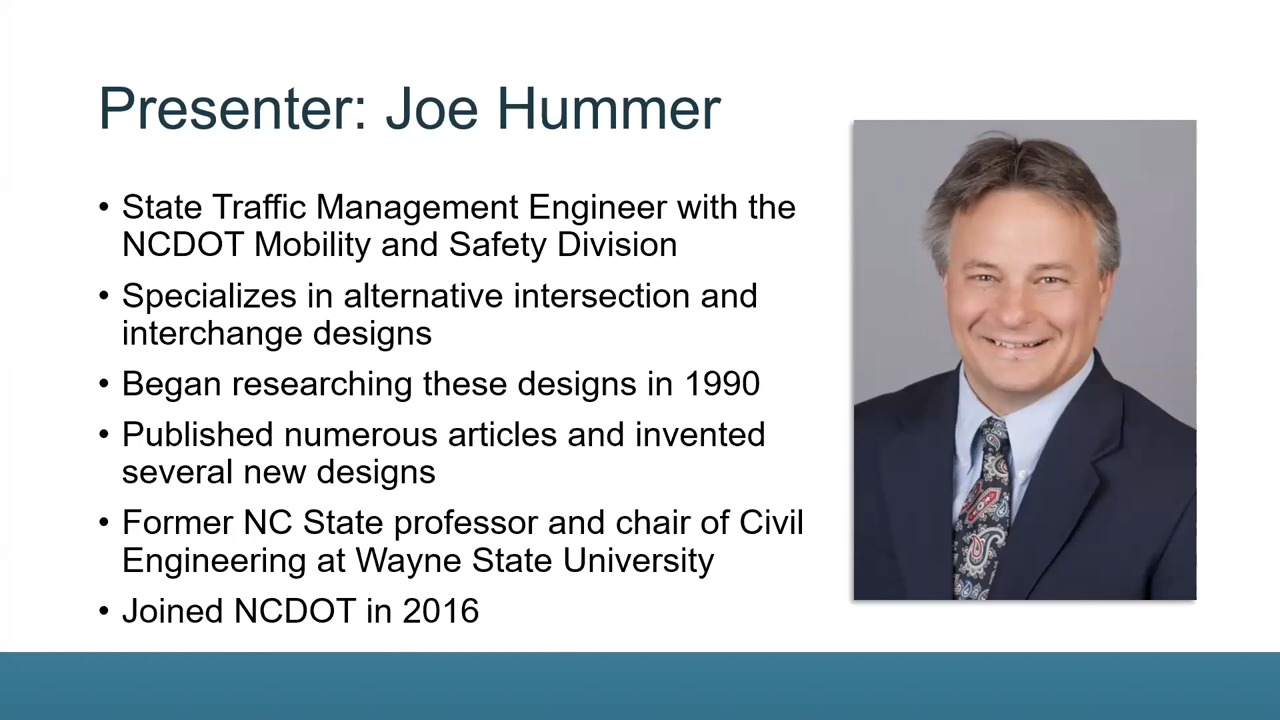 Presenter: Joe Hummer
• State Traffic Management Engineer with the
NCDOT Mobility and Safety Division
• Specializes in alternative intersection and
interchange designs
• Began researching these designs in 1990
• Published numerous articles and invented
several new designs
• Former NC State professor and chair of Civil
Engineering at Wayne State University
• Joined NCDOT in 2016